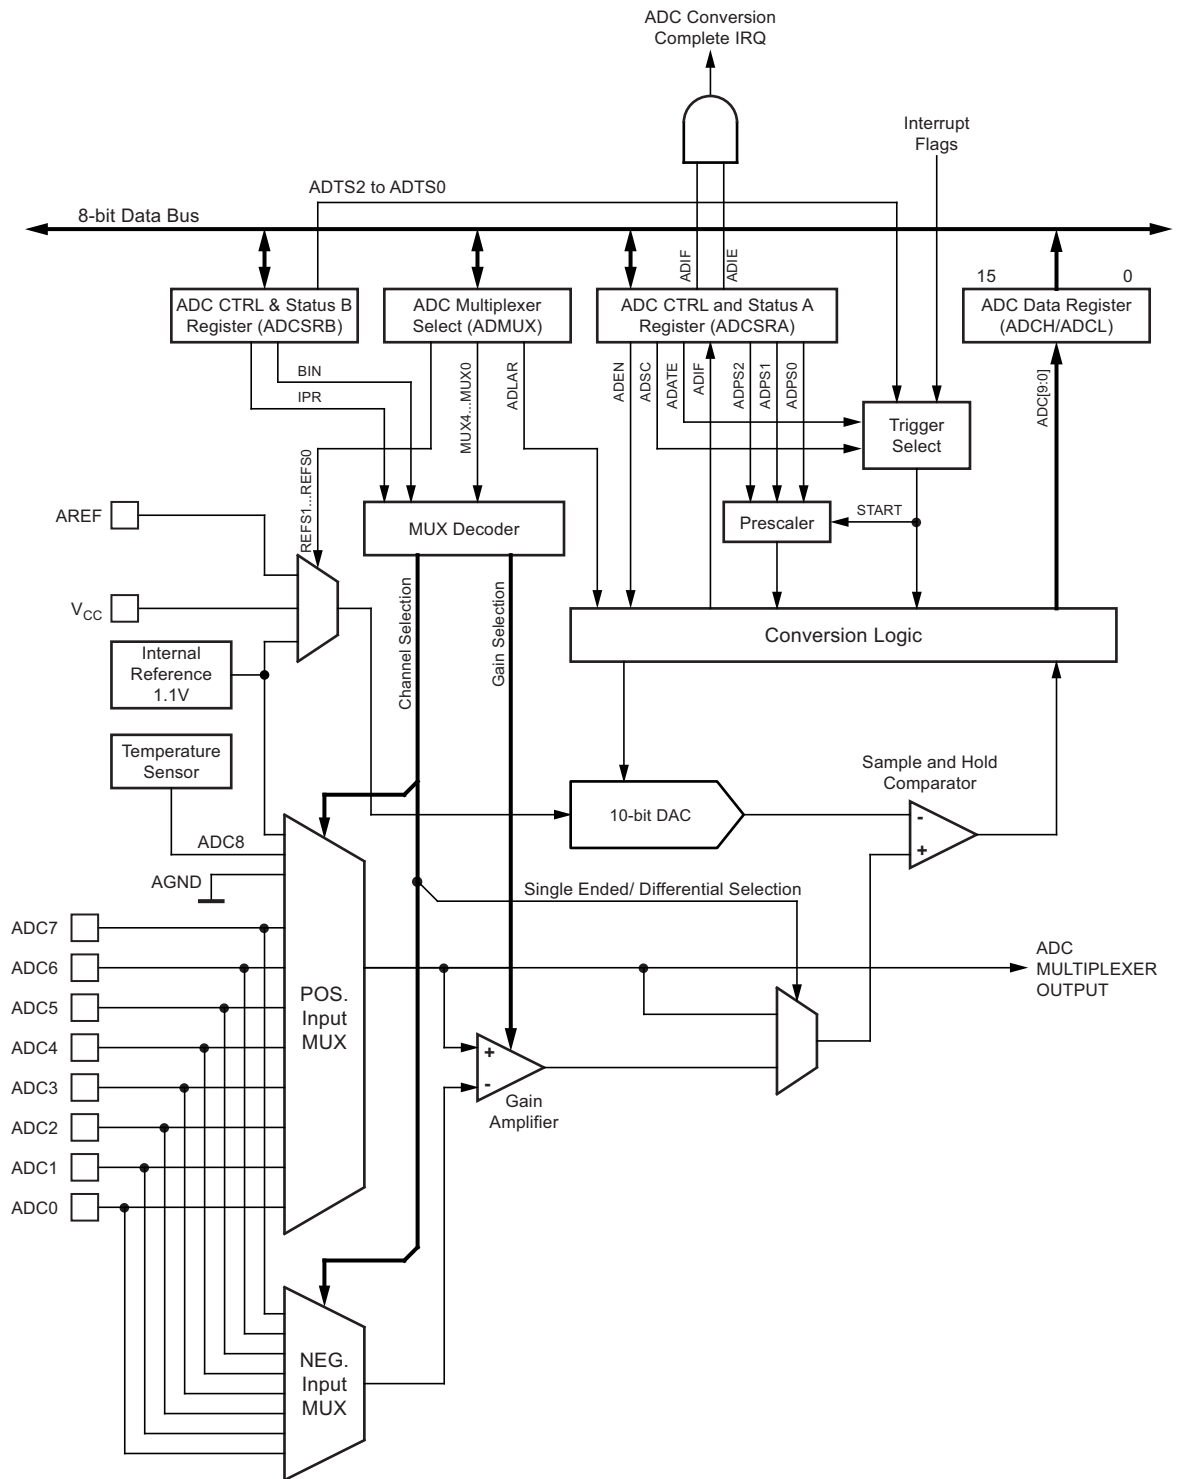 ADC Conversion
Complete IRQ
Interrupt
Flags
ADTS2 to ADTS0
8-bit Data Bus
ADIF
ADIE
15
0
ADC CTRL & Status B
Register (ADCSRB)
ADC Multiplexer
Select (ADMUX)
ADC CTRL and Status A
Register (ADCSRA)
ADC Data Register
(ADCH/ADCL)
BIN
IPR
REFS1...REFS0
MUX4...MUX0
ADLAR
ADEN
ADSC
ADATE
ADIF
ADPS2
ADPS1
ADPS0
ADC[9:0]
Trigger
Select
AREF
MUX Decoder
Prescaler
START
VCC
Channel Selection
Gain Selection
Conversion Logic
Internal
Reference
1.1V
Temperature
Sensor
Sample and Hold
Comparator
10-bit DAC
-
+
ADC8
AGND
Single Ended/ Differential Selection
ADC7
ADC6
ADC5
ADC4
ADC3
ADC2
ADC1
ADC0
POS.
Input
MUX
ADC
MULTIPLEXER
OUTPUT
+
-
Gain
Amplifier
NEG.
Input
MUX